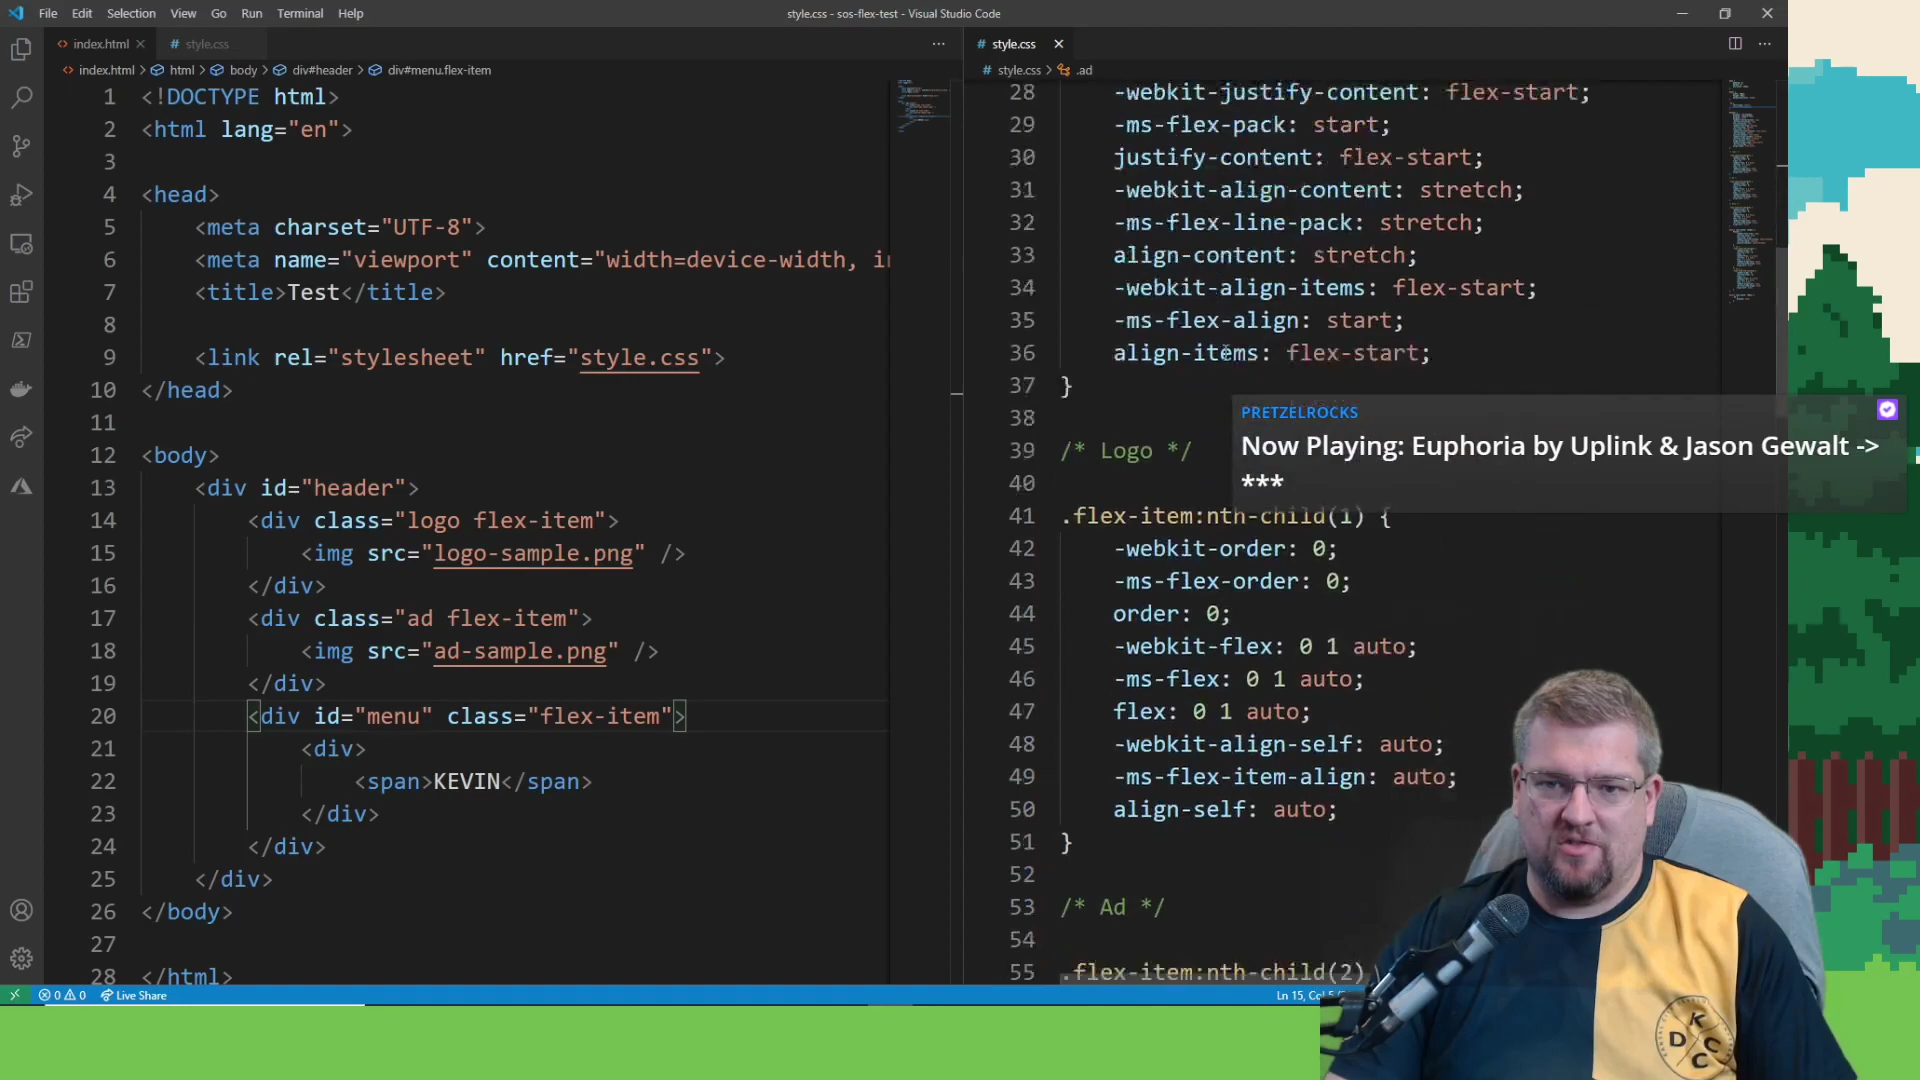 File Edit Selection View Go Run Terminal Help
style.css - sos-flex-test - Visual Studio Code
index.html
style.css
index.html > html > body > div#header > div#menu.flex-item
1 <!DOCTYPE html>
2 <html lang="en">
3
4 <head>
5 <meta charset="UTF-8">
6 <meta name="viewport" content="width=device-width, in
7 <title>Test</title>
8
9 <link rel="stylesheet" href="style.css">
10 </head>
11
12 <body>
13 <div id="header">
14 <div class="logo flex-item">
15 <img src="logo-sample.png" />
16 </div>
17 <div class="ad flex-item">
18 <img src="ad-sample.png" />
19 </div>
20 <div id="menu" class="flex-item">
21 <div>
22 <span>KEVIN</span>
23 </div>
24 </div>
25 </div>
26 </body>
27
28 </html>
style.css
style.css > .ad
28 -webkit-justify-content: flex-start;
29 -ms-flex-pack: start;
30 justify-content: flex-start;
31 -webkit-align-content: stretch;
32 -ms-flex-line-pack: stretch;
33 align-content: stretch;
34 -webkit-align-items: flex-start;
35 -ms-flex-align: start;
36 align-items: flex-start;
37 }
38
39 /* Logo */
40
41 .flex-item:nth-child(1) {
42 -webkit-order: 0;
43 -ms-flex-order: 0;
44 order: 0;
45 -webkit-flex: 0 1 auto;
46 -ms-flex: 0 1 auto;
47 flex: 0 1 auto;
48 -webkit-align-self: auto;
49 -ms-flex-item-align: auto;
50 align-self: auto;
51 }
52
53 /* Ad */
54
55 .flex-item:nth-child(2)
PRETZELROCKS
Now Playing: Euphoria by Uplink & Jason Gewalt ->
***
0 0 Live Share
Ln 15,
K
D C
C